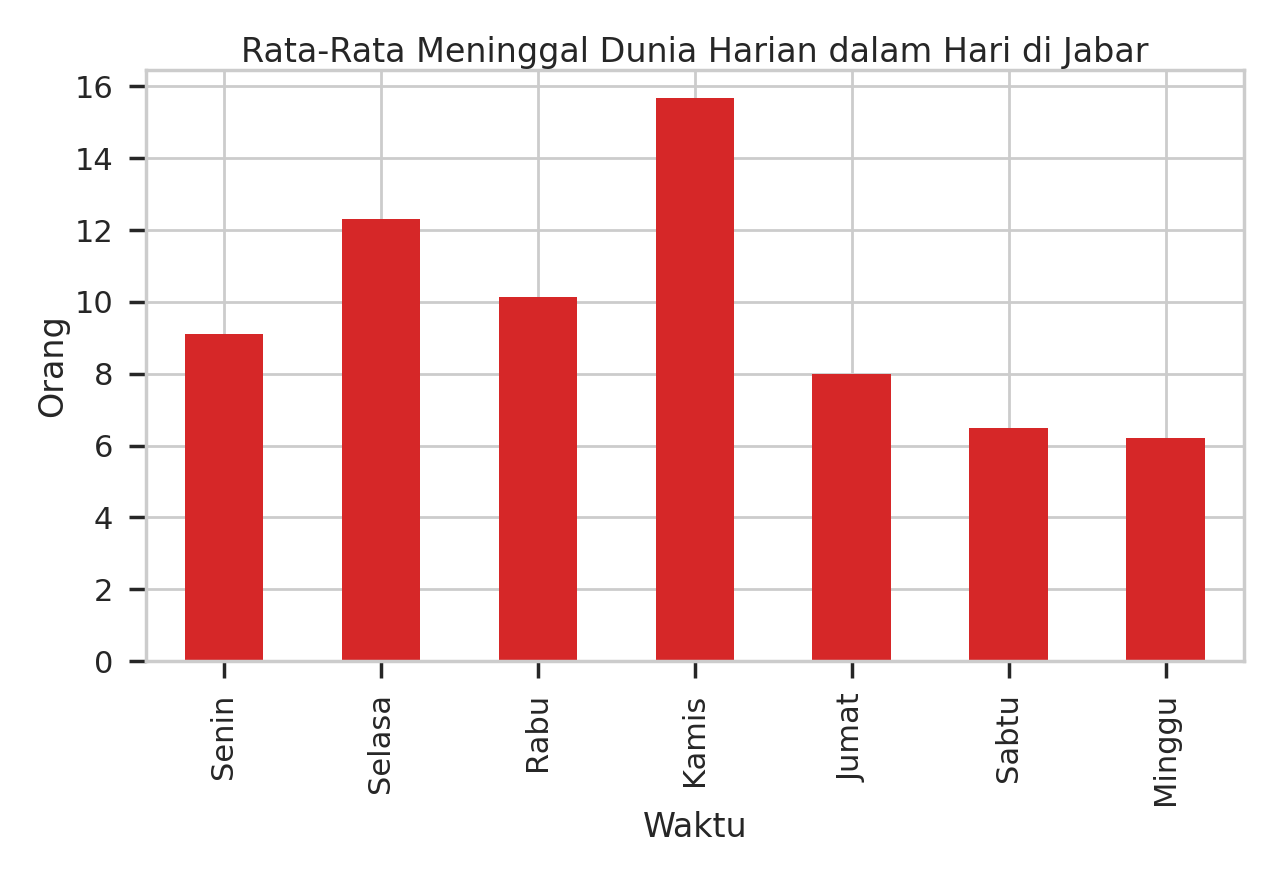 Rata-Rata Meninggal Dunia Harian dalam Hari di Jabar
16
14
12
10
8
6
4
2
0
Orang
Senin
Selasa
Rabu
Kamis
Jumat
Sabtu
Minggu
Waktu